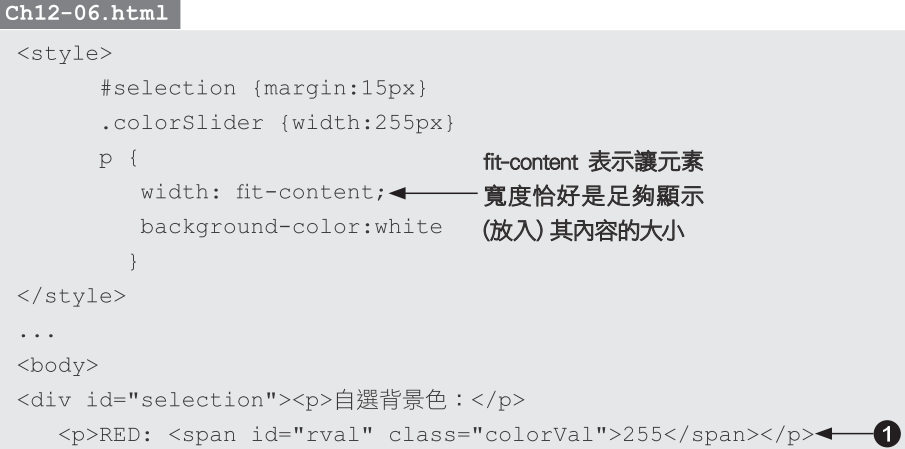 Ch12-06.html
<style>
#selection {margin:15px}
.colorSlider {width:255px}
p {
width: fit-content;
background-color:white
}
fit-content 表示讓元素
寬度恰好是足夠顯示
(放入) 其內容的大小
</style>
...
<body>
<div id="selection"><p>自選背景色：</p>
<p>RED: <span id="rval" class="colorVal">255</span></p>
❶